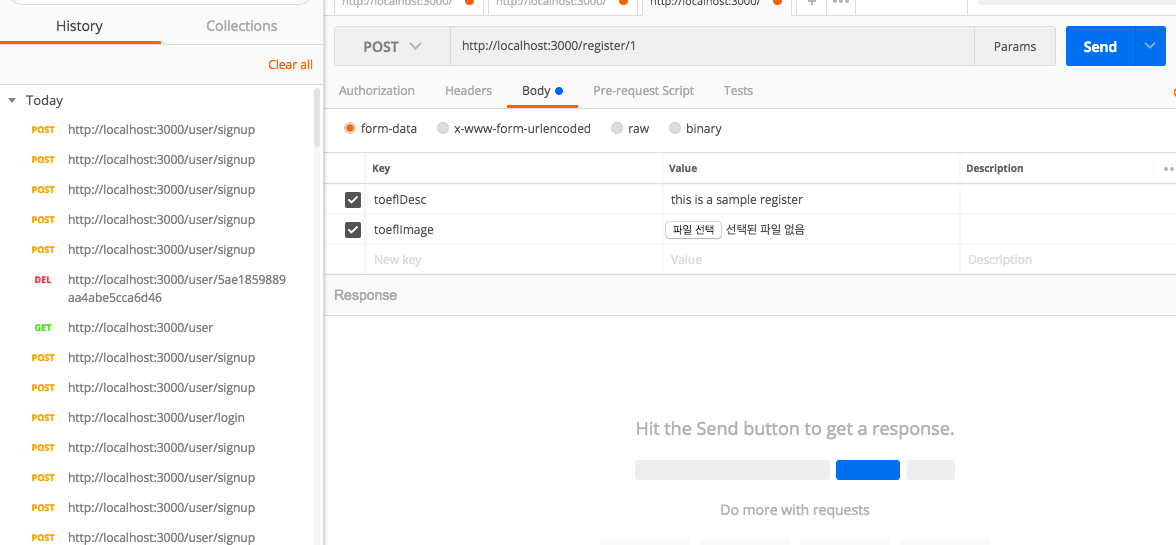 http://localhost:3000/ http://localhost:3000/ http://localhost:3000/
History Collections
Clear all
Today
POST http://localhost:3000/user/signup
POST http://localhost:3000/user/signup
POST http://localhost:3000/user/signup
POST http://localhost:3000/user/signup
POST http://localhost:3000/user/signup
DEL http://localhost:3000/user/5ae1859889
aa4abe5cca6d46
GET http://localhost:3000/user
POST http://localhost:3000/user/signup
POST http://localhost:3000/user/signup
POST http://localhost:3000/user/login
POST http://localhost:3000/user/signup
POST http://localhost:3000/user/signup
POST http://localhost:3000/user/signup
POST http://localhost:3000/user/signup
POST http://localhost:3000/register/1 Params Send
Authorization Headers Body Pre-request Script Tests
form-data x-www-form-urlencoded raw binary
Key Value Description
toeflDesc this is a sample register
toeflImage 파일 선택 선택된 파일 없음
New key Value Description
Response
Hit the Send button to get a response.
Do more with requests